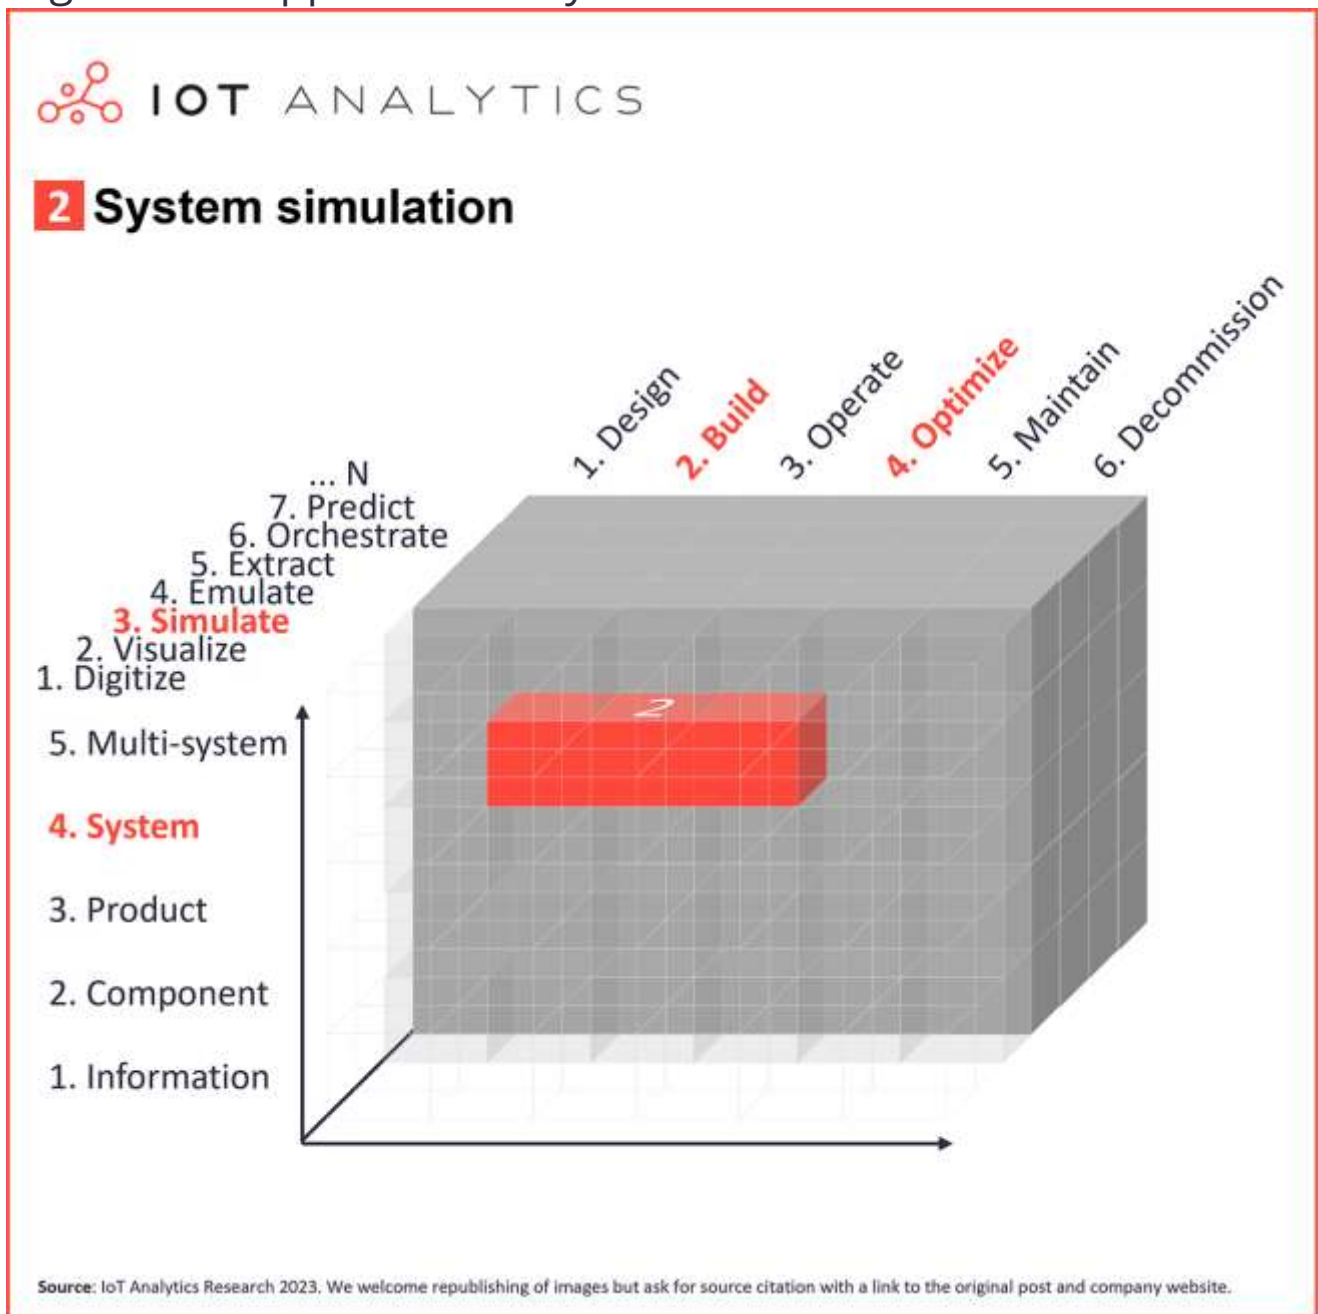 IOT ANALYTICS
2 System simulation
1. Design
2. Build
3. Operate
4. Optimize
5. Maintain
6. Decommission
... N
7. Predict
6. Orchestrate
5. Extract
4. Emulate
3. Simulate
2. Visualize
1. Digitize
2
5. Multi-system
4. System
3. Product
2. Component
1. Information
Source: IoT Analytics Research 2023. We welcome republishing of images but ask for source citation with a link to the original post and company website.